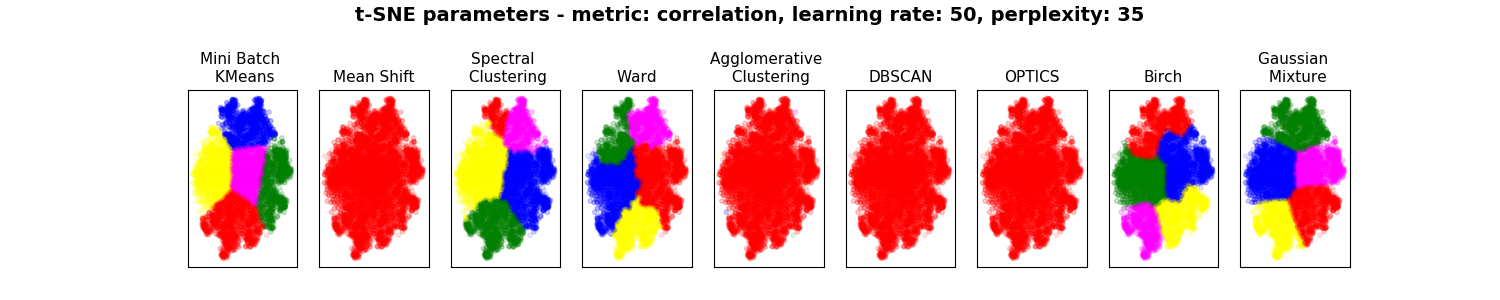 t-SNE parameters - metric: correlation, learning rate: 50, perplexity: 35
Mini Batch
KMeans
Mean Shift
Spectral
Clustering
Ward
Agglomerative
Clustering
DBSCAN
OPTICS
Birch
Gaussian
Mixture